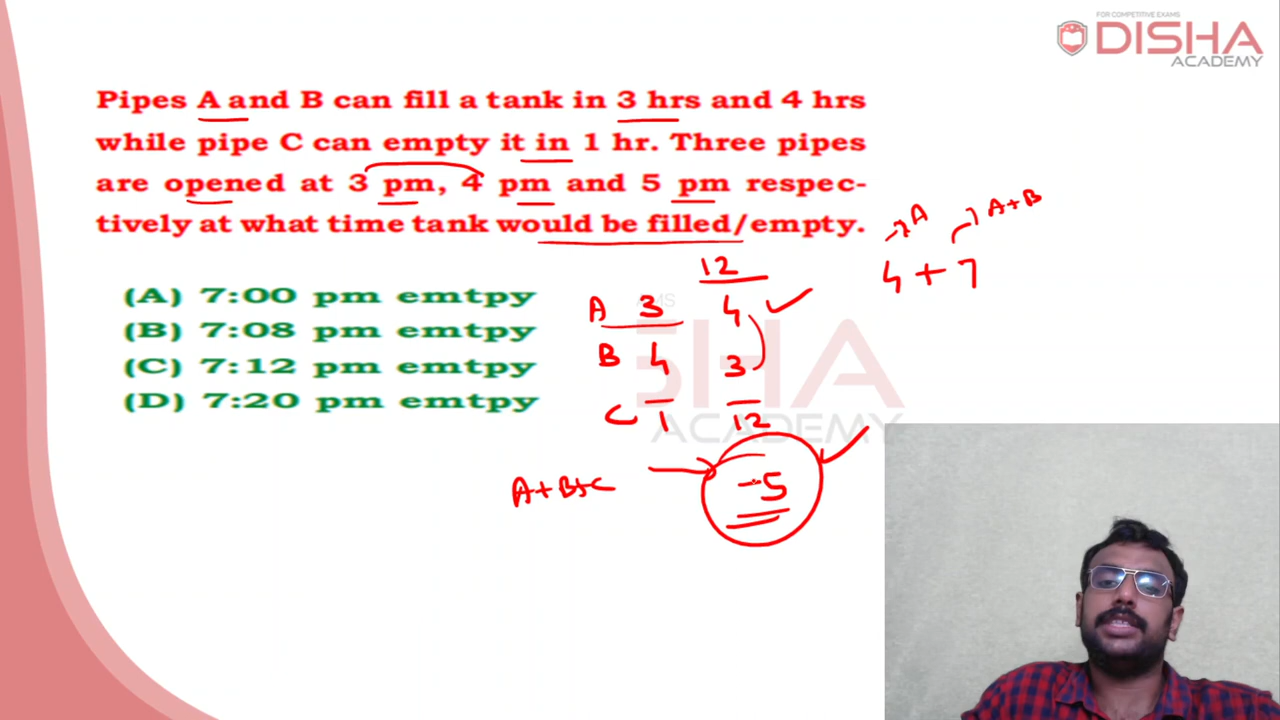 FOR COMPETITIVE EXAMS
DISHA
ACADEMY
Pipes A and B can fill a tank in 3 hrs and 4 hrs
while pipe C can empty it in 1 hr. Three pipes
are opened at 3 pm, 4 pm and 5 pm respec-
tively at what time tank would be filled/empty.
(A) 7:00 pm emtpy
(B) 7:08 pm emtpy
(C) 7:12 pm emtpy
(D) 7:20 pm emtpy
12
A 3 4
B 4 3
C 1 12
A+B+C -5
A A+B
4+7
SHA
ACADEMY